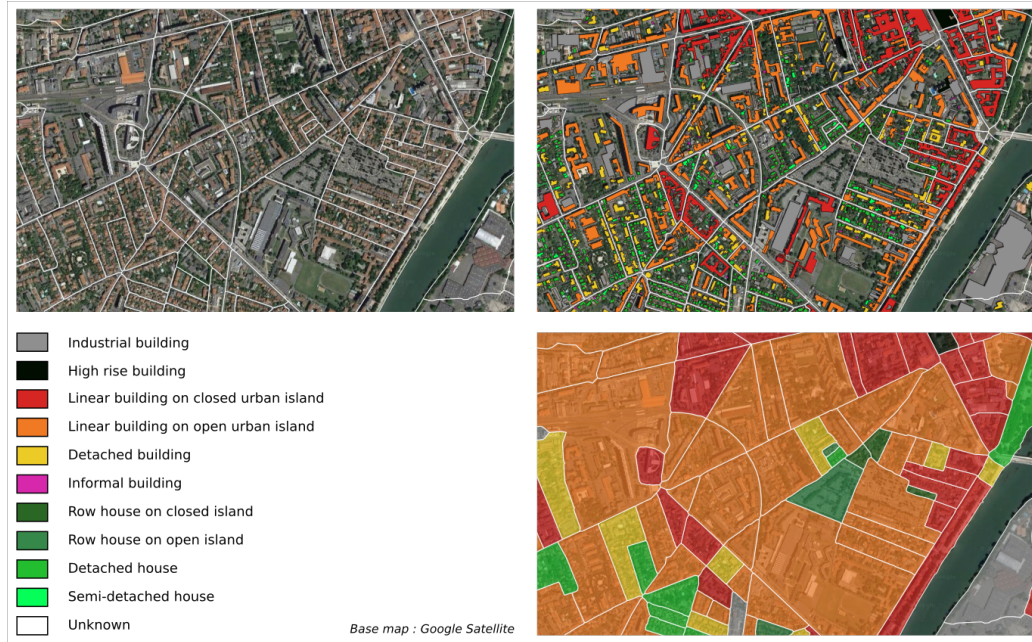 Industrial building
High rise building
Linear building on closed urban island
Linear building on open urban island
Detached building
Informal building
Row house on closed island
Row house on open island
Detached house
Semi-detached house
Unknown
Base map : Google Satellite